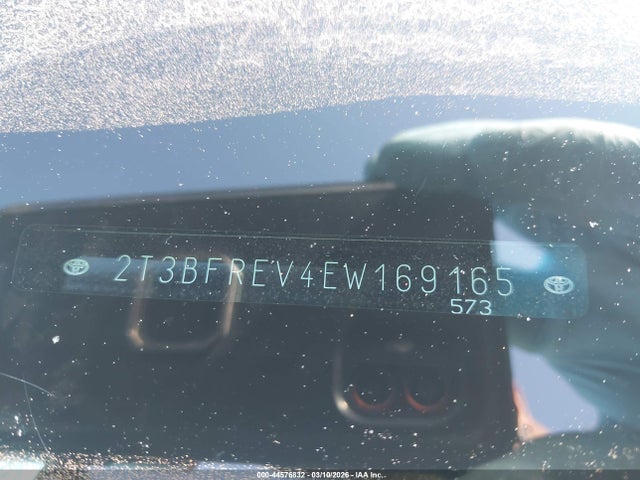 2T3BFREV4EW169165
573
000-44576832 - 03/10/2026 - IAA Inc.